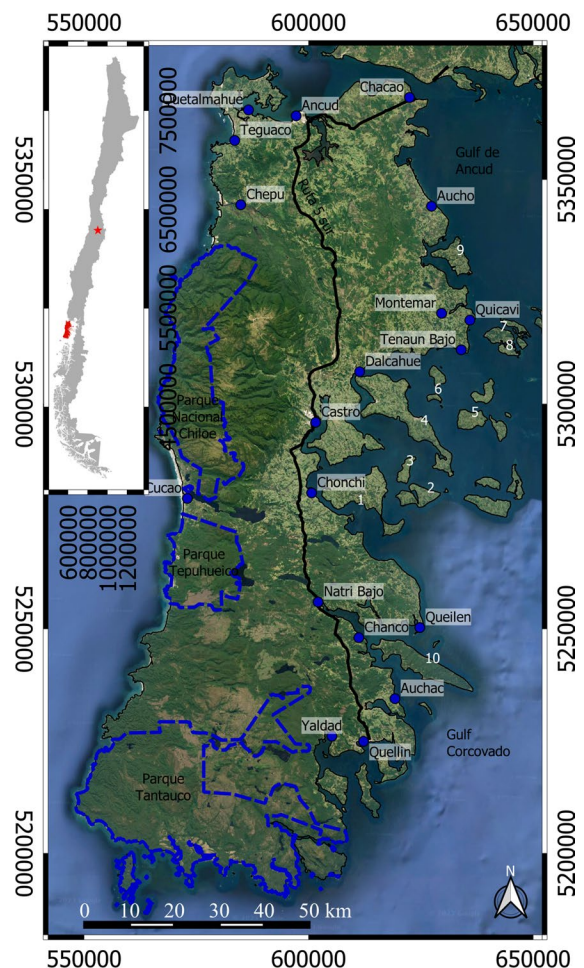 550000
600000
650000
Quetalmahue
Ancud
Chacao
Teguaco
Gulf de
Ancud
Chepu
Ruta 5 sur
Aucho
9
Montemar
Quicavi
7
Tenaun Bajo
8
Dalcahue
6
Parque
Nacional
Chiloe
Castro
4
5
3
Cucao
Chonchi
1
2
Parque
Tepuhueico
Natri Bajo
Chanco
Queilen
10
Auchac
Yaldad
Quellin
Gulf
Corcovado
Parque
Tantauco
N
0
10
20
30
40
50 km
5350000
5300000
5250000
5200000
5350000
5300000
5250000
5200000
550000
600000
650000
7500000
6500000
5500000
4500000
600000
800000
1000000
1200000